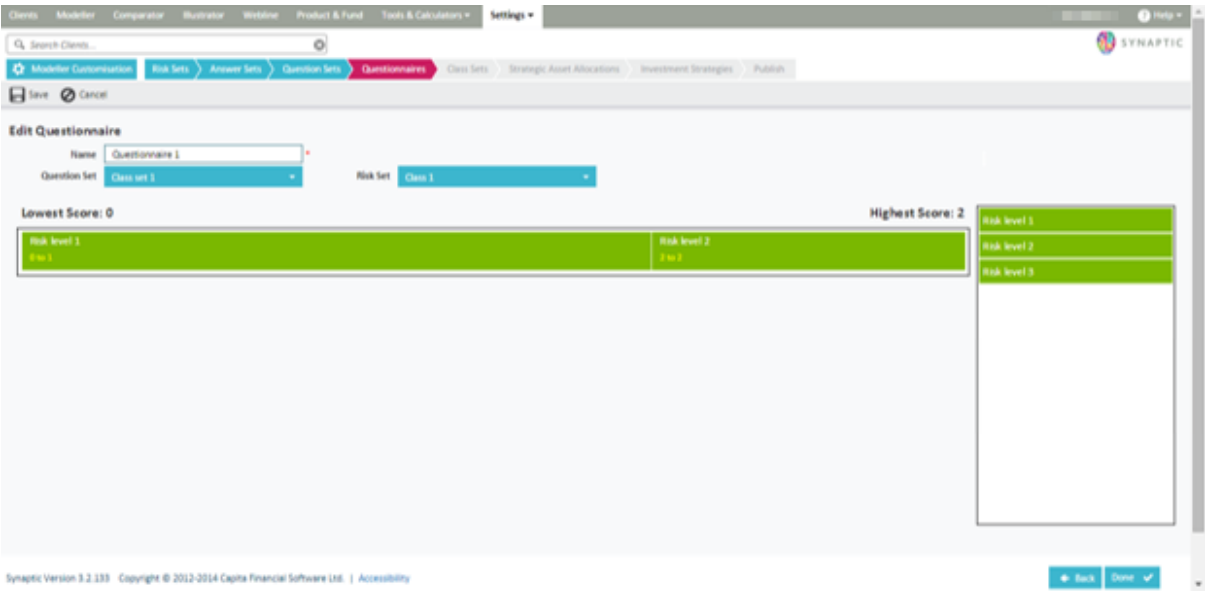 Clients Modeller Comparator Illustrator Webline Product & Fund Tools & Calculators Settings Help
Search Clients...
SYNAPTIC
Modeller Customisation Risk Sets Answer Sets Question Sets Questionnaires Class Sets Strategic Asset Allocations Investment Strategies Publish
Save Cancel
Edit Questionnaire
Name Questionnaire 1 *
Question Set Class set 1 Risk Set Class 1
Lowest Score: 0 Highest Score: 2
Risk level 1 Risk level 2
0 to 1 2 to 2
Risk level 1
Risk level 2
Risk level 3
Synaptic Version 3.2.133 Copyright © 2012-2014 Capita Financial Software Ltd. | Accessibility
Back Done